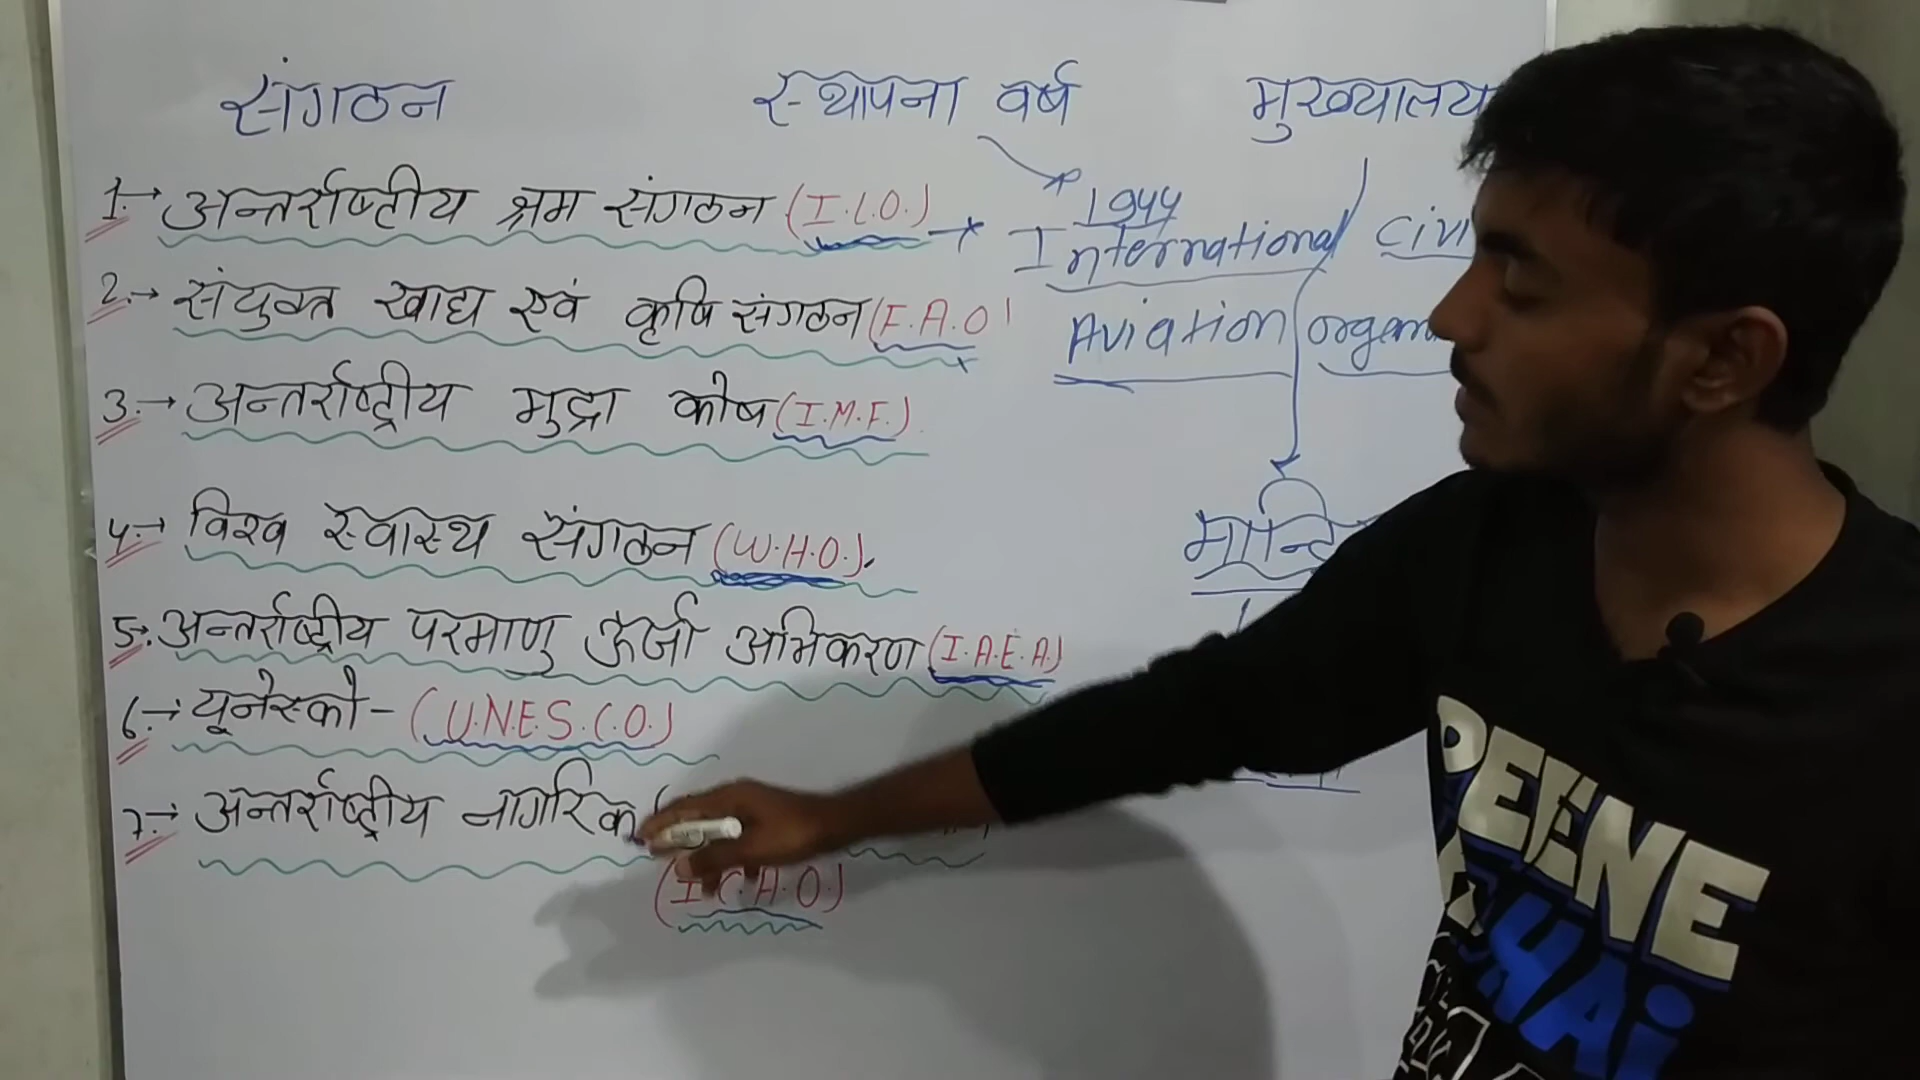 संगठन स्थापना वर्ष मुख्यालय
1.→ अन्तर्राष्ट्रीय श्रम संगठन (I.L.O.)
1944
International Civi
2.→ संयुक्त खाद्य एवं कृषि संगठन (F.A.O)
Aviation
3.→ अन्तर्राष्ट्रीय मुद्रा कोष (I.M.F.)
4.→ विश्व स्वास्थ संगठन (W.H.O.)
5.→ अन्तर्राष्ट्रीय परमाणु ऊर्जा अभिकरण (I.A.E.A.)
6.→ यूनेस्को - (U.N.E.S.C.O.)
7.→ अन्तर्राष्ट्रीय नागरिक
(I.C.A.O.)
PEENE
HAI